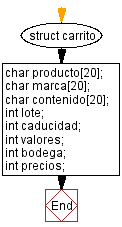 struct carrito
char producto[20];
char marca[20];
char contenido[20];
int lote;
int caducidad;
int valores;
int bodega;
int precios;
End